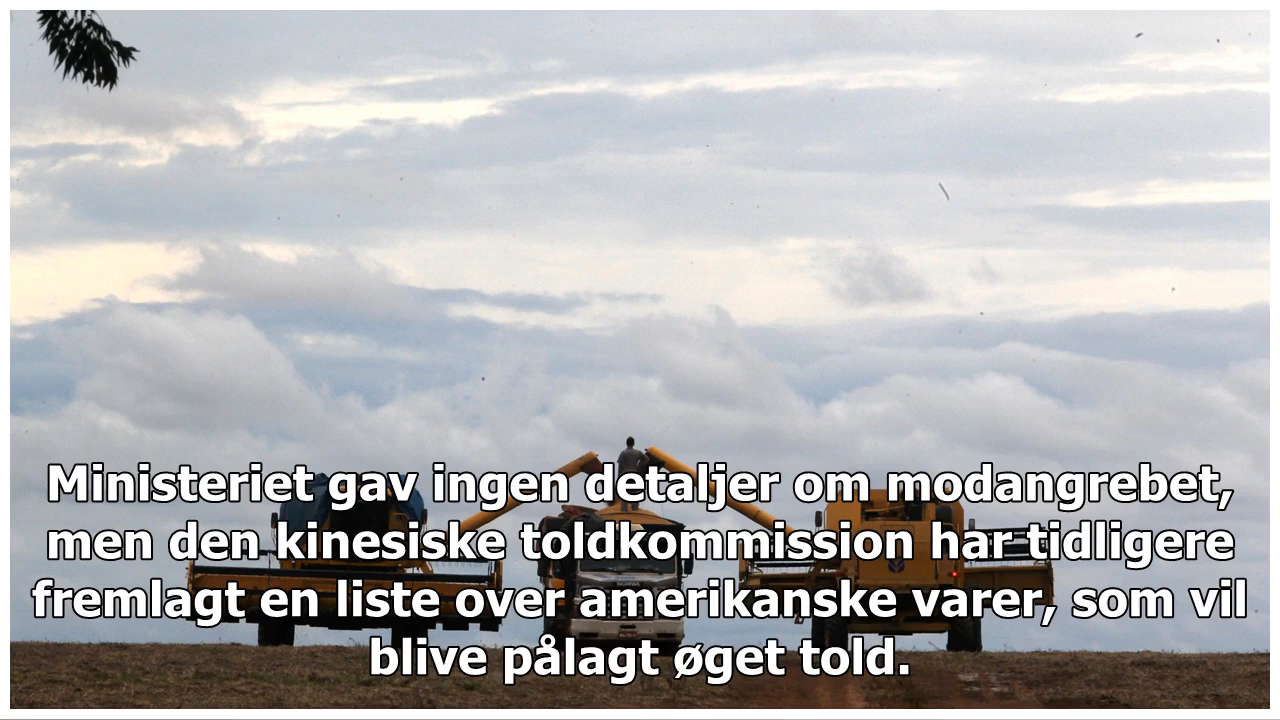 Ministeriet gav ingen detaljer om modangrebet,
men den kinesiske toldkommission har tidligere
fremlagt en liste over amerikanske varer, som vil
blive pålagt øget told.
SCANIA